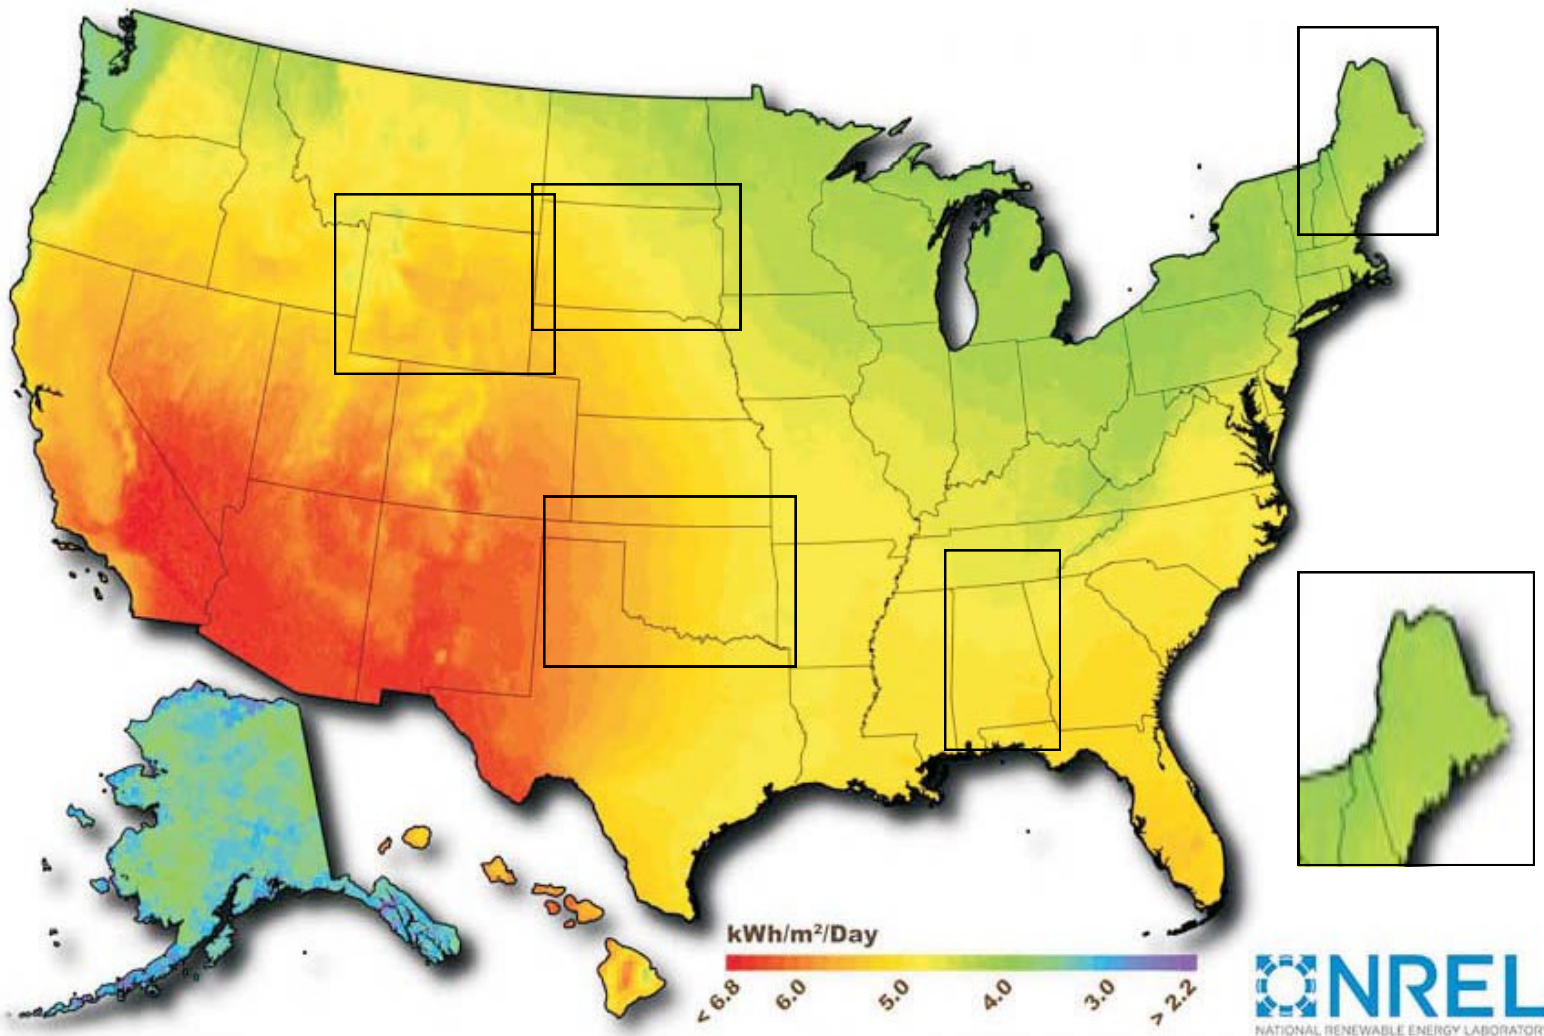 kWh/m²/Day
< 6.8 6.0 5.0 4.0 3.0 > 2.2
NREL
NATIONAL RENEWABLE ENERGY LABORATOR